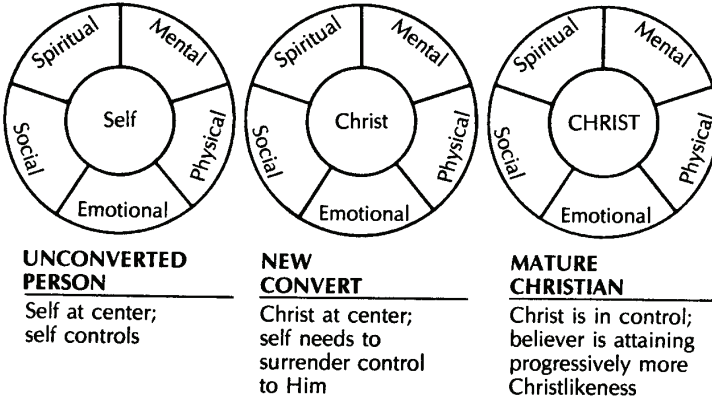 Spiritual
Mental
Self
Social
Physical
Emotional
UNCONVERTED
PERSON
Self at center;
self controls
Spiritual
Mental
Christ
Social
Physical
Emotional
NEW
CONVERT
Christ at center;
self needs to
surrender control
to Him
Spiritual
Mental
CHRIST
Social
Physical
Emotional
MATURE
CHRISTIAN
Christ is in control;
believer is attaining
progressively more
Christlikeness